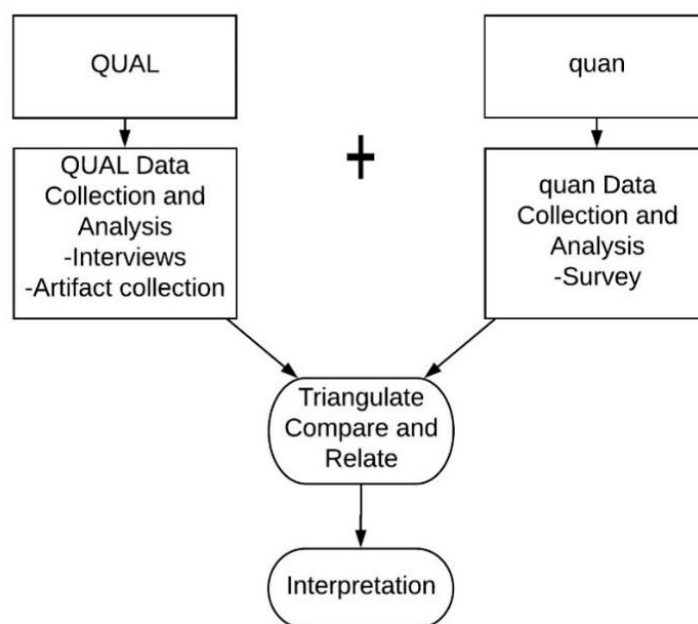 QUAL
quan
+
QUAL Data
Collection and
Analysis
-Interviews
-Artifact collection
quan Data
Collection and
Analysis
-Survey
Triangulate
Compare and
Relate
Interpretation